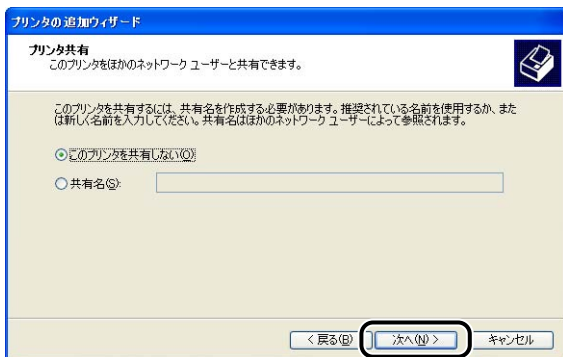 プリンタの追加ウィザード
プリンタ共有
このプリンタをほかのネットワーク ユーザーと共有できます。
このプリンタを共有するには、共有名を作成する必要があります。推奨されている名前を使用するか、また
は新しく名前を入力してください。共有名はほかのネットワーク ユーザーによって参照されます。
このプリンタを共有しない(O)
共有名(S):
< 戻る(B) 次へ(N) > キャンセル